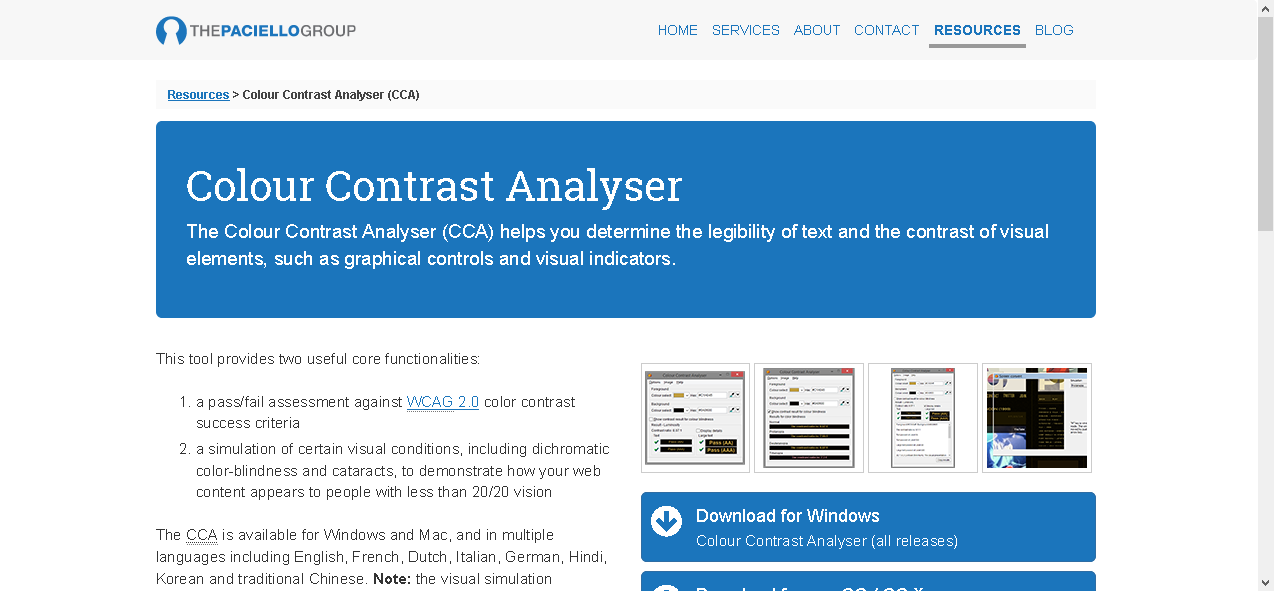 THEPACIELLOGROUP
HOME SERVICES ABOUT CONTACT RESOURCES BLOG
Resources > Colour Contrast Analyser (CCA)
Colour Contrast Analyser
The Colour Contrast Analyser (CCA) helps you determine the legibility of text and the contrast of visual
elements, such as graphical controls and visual indicators.
This tool provides two useful core functionalities:
1. a pass/fail assessment against WCAG 2.0 color contrast
success criteria
2. a simulation of certain visual conditions, including dichromatic
color-blindness and cataracts, to demonstrate how your web
content appears to people with less than 20/20 vision
The CCA is available for Windows and Mac, and in multiple
languages including English, French, Dutch, Italian, German, Hindi,
Korean and traditional Chinese. Note: the visual simulation
Pass (AA)
Pass (AAA)
Download for Windows
Colour Contrast Analyser (all releases)